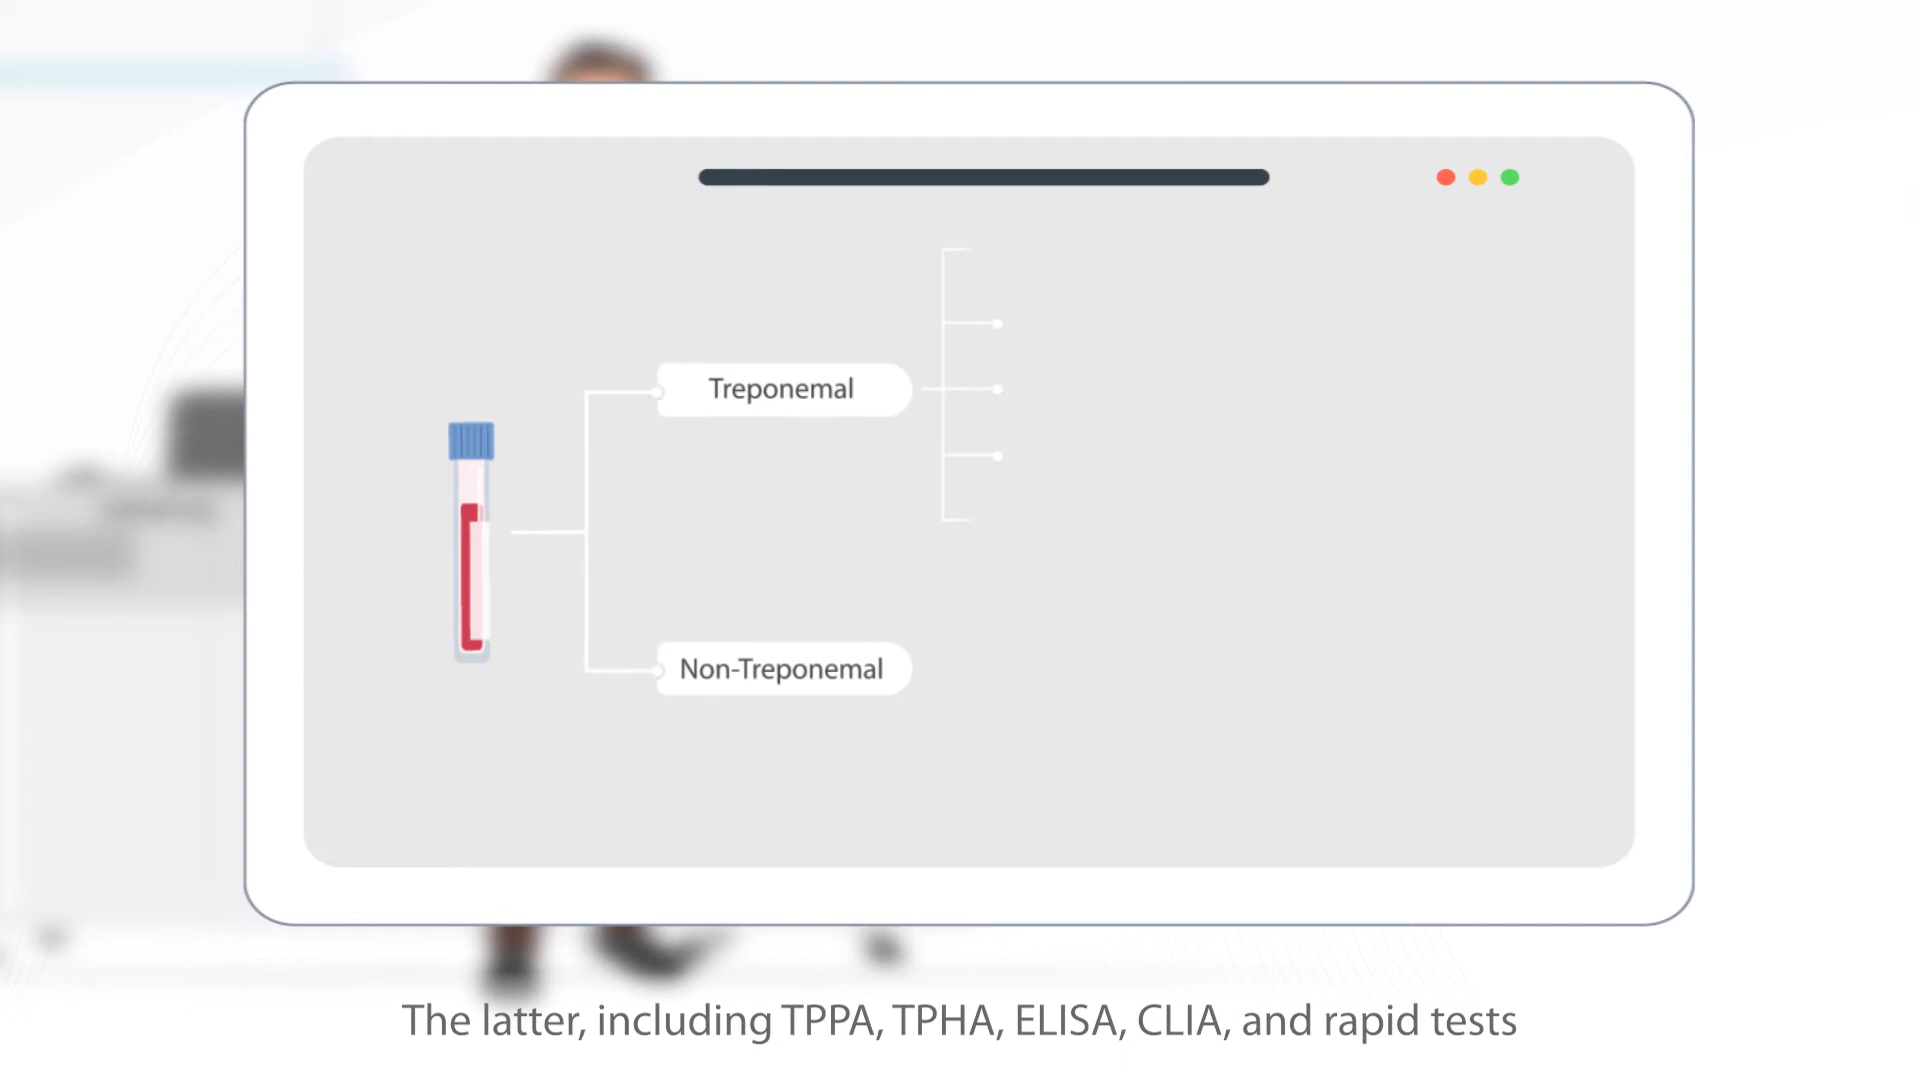 Treponemal
Non-Treponemal
The latter, including TPPA, TPHA, ELISA, CLIA, and rapid tests